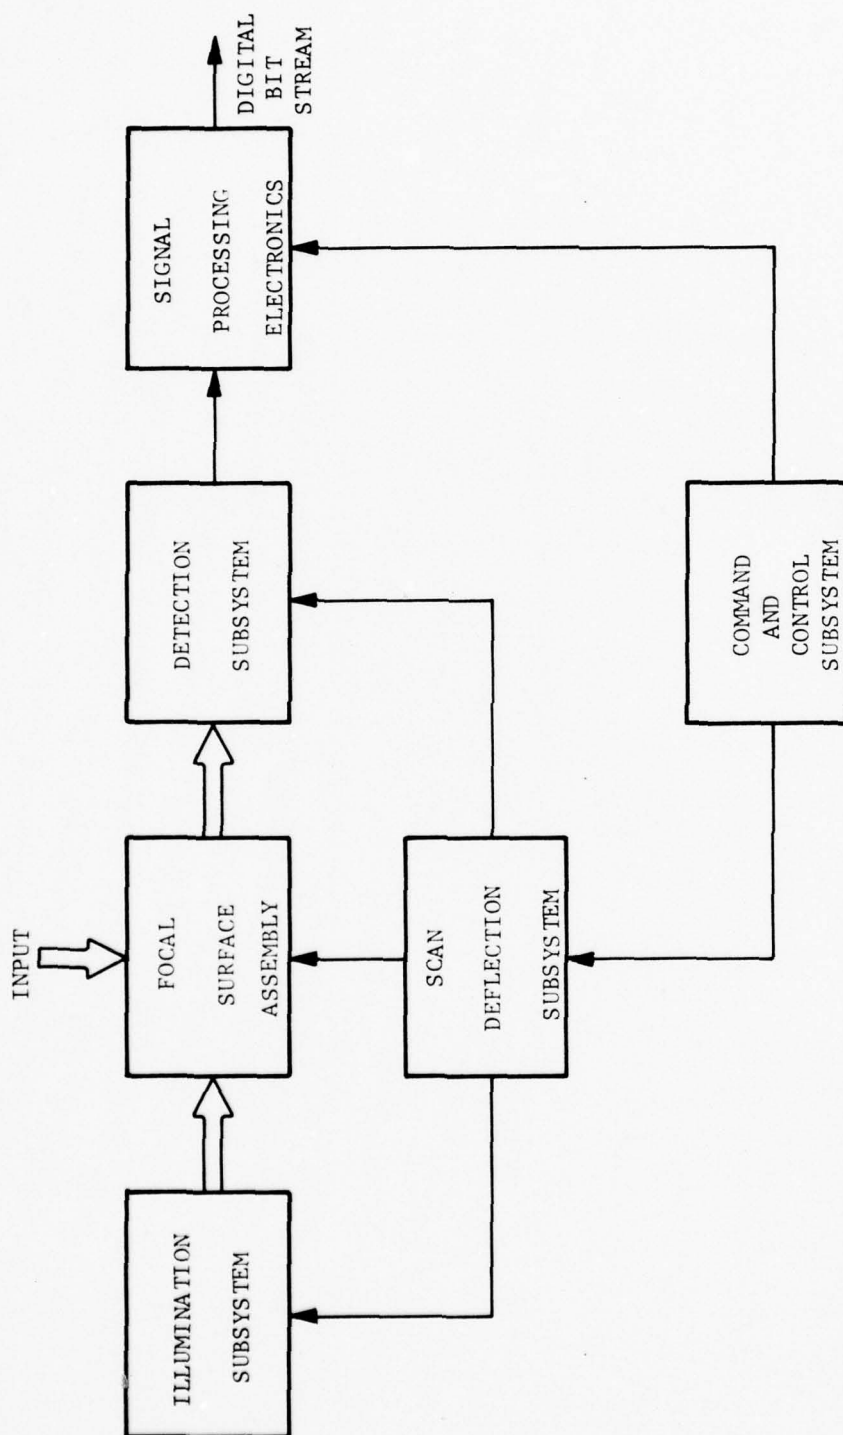 INPUT
ILLUMINATION
SUBSYSTEM
FOCAL
SURFACE
ASSEMBLY
DETECTION
SUBSYSTEM
SIGNAL
PROCESSING
ELECTRONICS
DIGITAL
BIT
STREAM
SCAN
DEFLECTION
SUBSYSTEM
COMMAND
AND
CONTROL
SUBSYSTEM